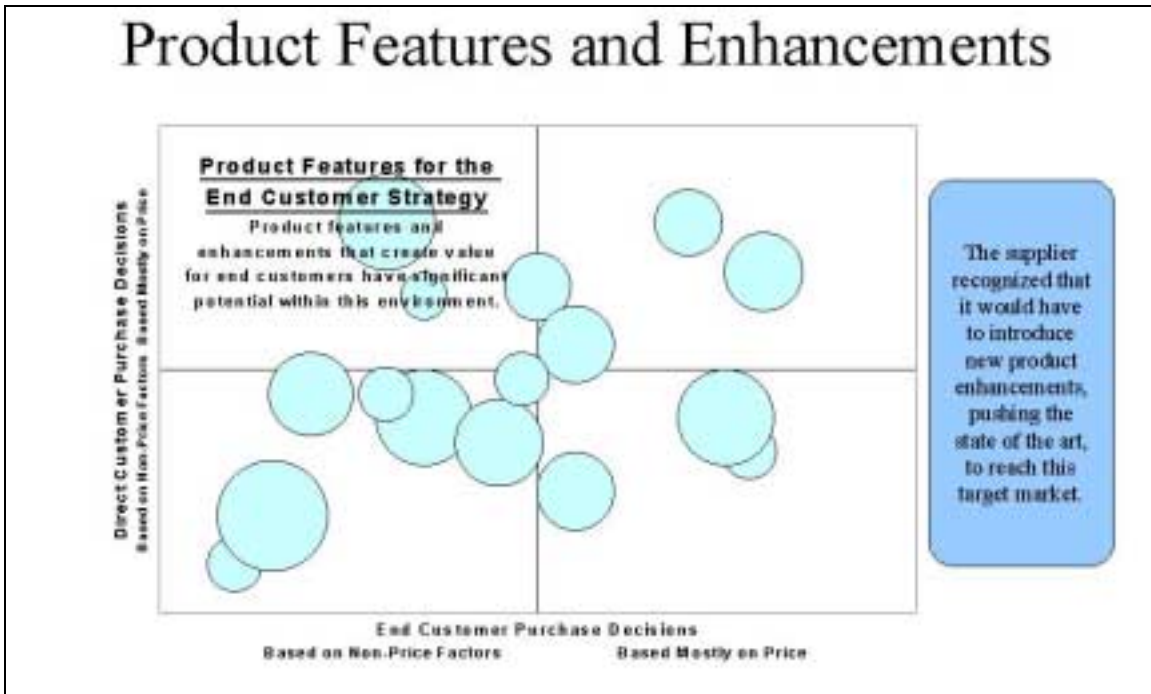 Product Features and Enhancements
Product Features for the
End Customer Strategy
Product features and
enhancements that create value
for end customers have significant
potential within this environment.
Direct Customer Purchase Decisions
Based on Non-Price Factors Based Mostly on Price
The supplier
recognized that
it would have
to introduce
new product
enhancements,
pushing the
state of the art,
to reach this
target market.
End Customer Purchase Decisions
Based on Non-Price Factors Based Mostly on Price